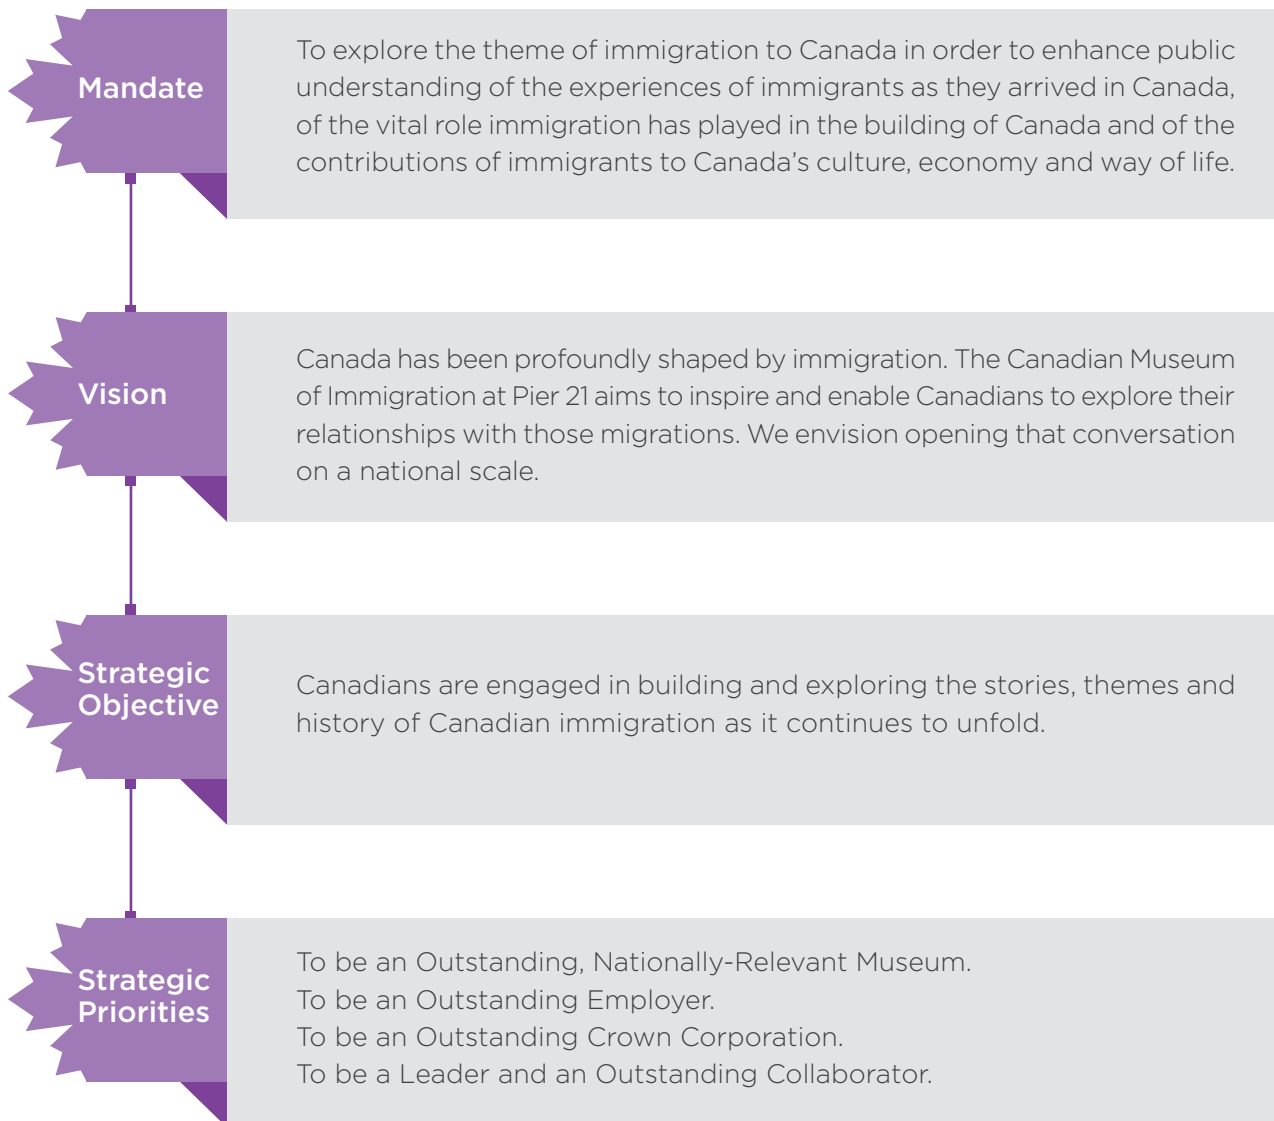 Mandate
To explore the theme of immigration to Canada in order to enhance public
understanding of the experiences of immigrants as they arrived in Canada,
of the vital role immigration has played in the building of Canada and of the
contributions of immigrants to Canada’s culture, economy and way of life.
Vision
Canada has been profoundly shaped by immigration. The Canadian Museum
of Immigration at Pier 21 aims to inspire and enable Canadians to explore their
relationships with those migrations. We envision opening that conversation
on a national scale.
Strategic
Objective
Canadians are engaged in building and exploring the stories, themes and
history of Canadian immigration as it continues to unfold.
Strategic
Priorities
To be an Outstanding, Nationally-Relevant Museum.
To be an Outstanding Employer.
To be an Outstanding Crown Corporation.
To be a Leader and an Outstanding Collaborator.